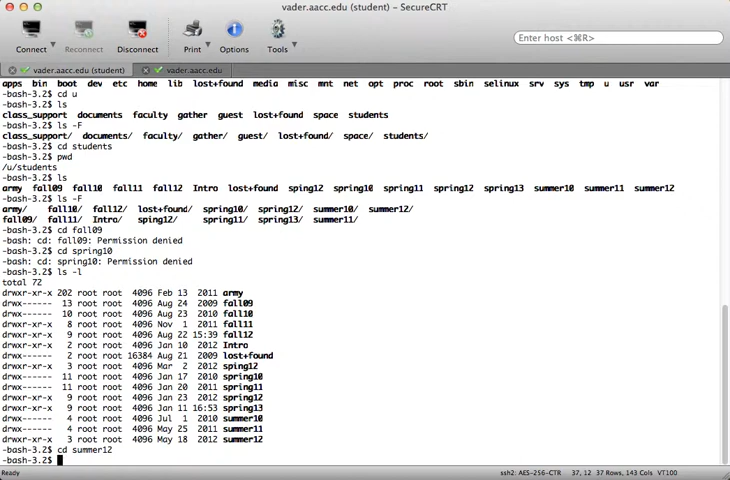 vader.aacc.edu (student) – SecureCRT
Connect Reconnect Disconnect Print Options Tools Enter host <⌘R>
vader.aacc.edu (student) vader.aacc.edu
apps bin boot dev etc home lib lost+found media misc mnt net opt proc root sbin selinux srv sys tmp u usr var
-bash-3.2$ cd u
-bash-3.2$ ls
class_support documents faculty gather guest lost+found space students
-bash-3.2$ ls -F
class_support/ documents/ faculty/ gather/ guest/ lost+found/ space/ students/
-bash-3.2$ cd students
-bash-3.2$ pwd
/u/students
-bash-3.2$ ls
army fall09 fall10 fall11 fall12 Intro lost+found sping12 spring10 spring11 spring12 spring13 summer10 summer11 summer12
-bash-3.2$ ls -F
army/ fall10/ fall12/ lost+found/ spring10/ spring12/ summer10/ summer12/
fall09/ fall11/ Intro/ sping12/ spring11/ spring13/ summer11/
-bash-3.2$ cd fall09
-bash: cd: fall09: Permission denied
-bash-3.2$ cd spring10
-bash: cd: spring10: Permission denied
-bash-3.2$ ls -l
total 72
drwxr-xr-x 202 root root 4096 Feb 13 2011 army
drwx------ 13 root root 4096 Aug 24 2009 fall09
drwx------ 10 root root 4096 Aug 24 2010 fall10
drwxr-xr-x 8 root root 4096 Nov 1 2011 fall11
drwxr-xr-x 9 root root 4096 Aug 22 15:39 fall12
drwxr-xr-x 2 root root 4096 Jan 10 2012 Intro
drwx------ 2 root root 16384 Aug 21 2009 lost+found
drwxr-xr-x 2 root root 4096 Mar 2 2012 sping12
drwx------ 11 root root 4096 Jan 17 2010 spring10
drwx------ 11 root root 4096 Jan 20 2011 spring11
drwxr-xr-x 9 root root 4096 Jan 17 2012 spring12
drwxr-xr-x 9 root root 4096 Jan 11 16:53 spring13
drwx------ 4 root root 4096 Jul 1 2010 summer10
drwx------ 4 root root 4096 May 25 2011 summer11
drwxr-xr-x 3 root root 4096 May 18 2012 summer12
-bash-3.2$ cd summer12
-bash-3.2$
Ready ssh2: AES-256-CTR 37, 12 37 Rows, 143 Cols VT100